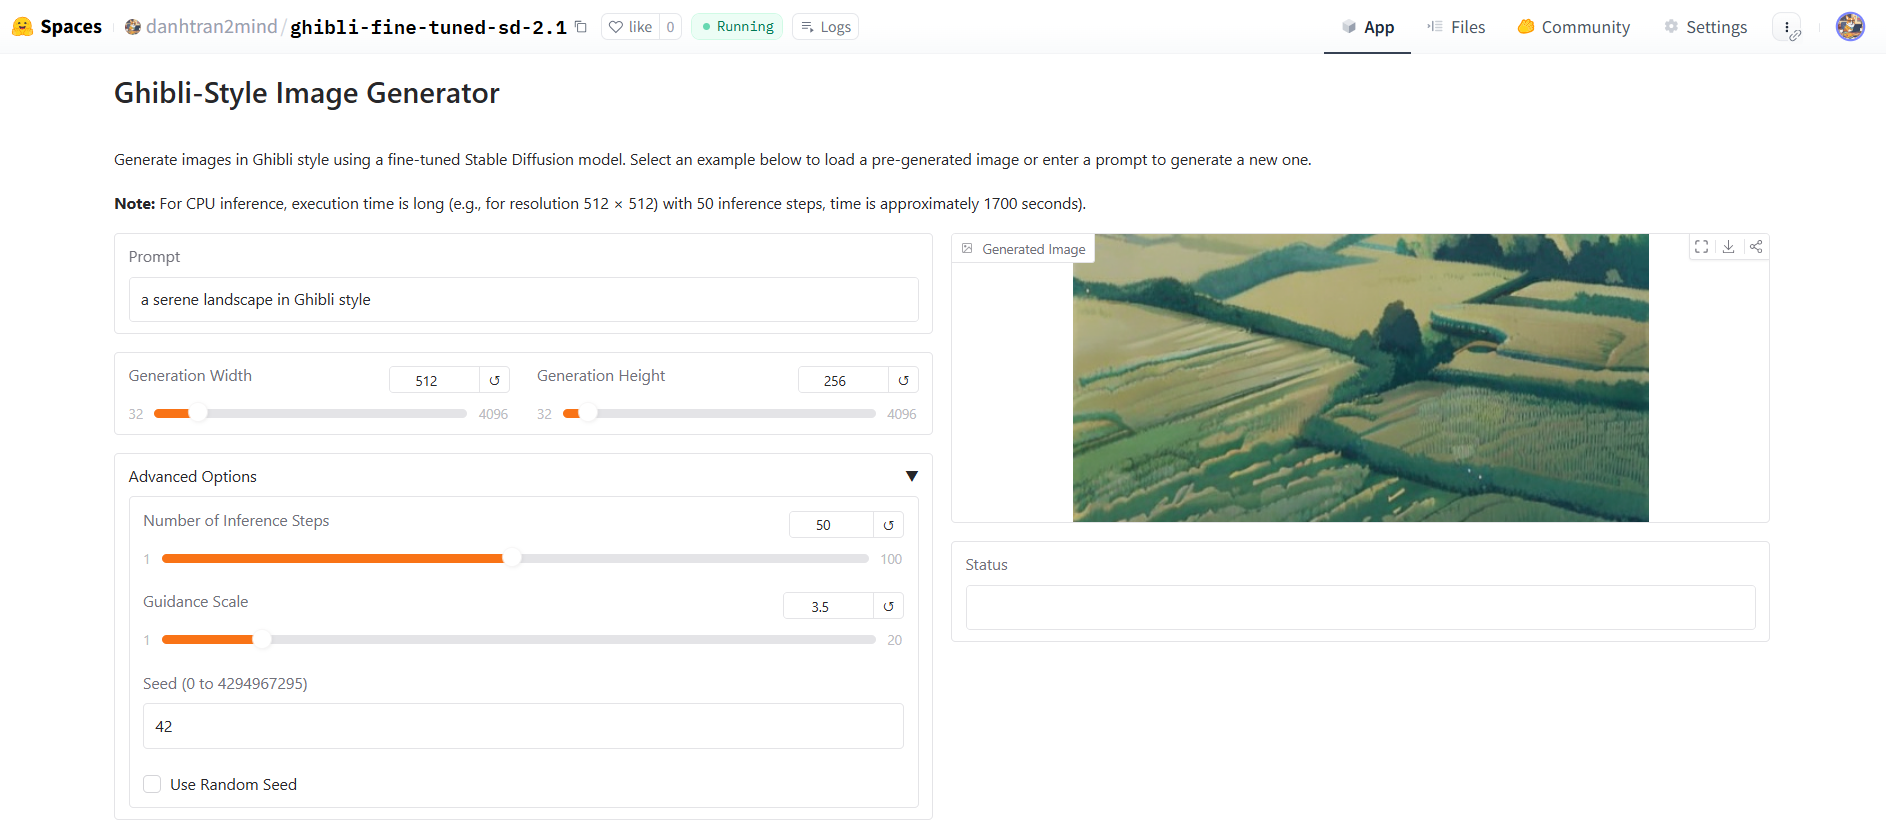 Spaces danhtran2mind/ghibli-fine-tuned-sd-2.1 like 0 Running Logs App Files Community Settings
Ghibli-Style Image Generator
Generate images in Ghibli style using a fine-tuned Stable Diffusion model. Select an example below to load a pre-generated image or enter a prompt to generate a new one.
Note: For CPU inference, execution time is long (e.g., for resolution 512 × 512) with 50 inference steps, time is approximately 1700 seconds).
Prompt
a serene landscape in Ghibli style
Generation Width 512
32 4096
Generation Height 256
32 4096
Advanced Options
Number of Inference Steps 50
1 100
Guidance Scale 3.5
1 20
Seed (0 to 4294967295)
42
Use Random Seed
Generated Image
Status